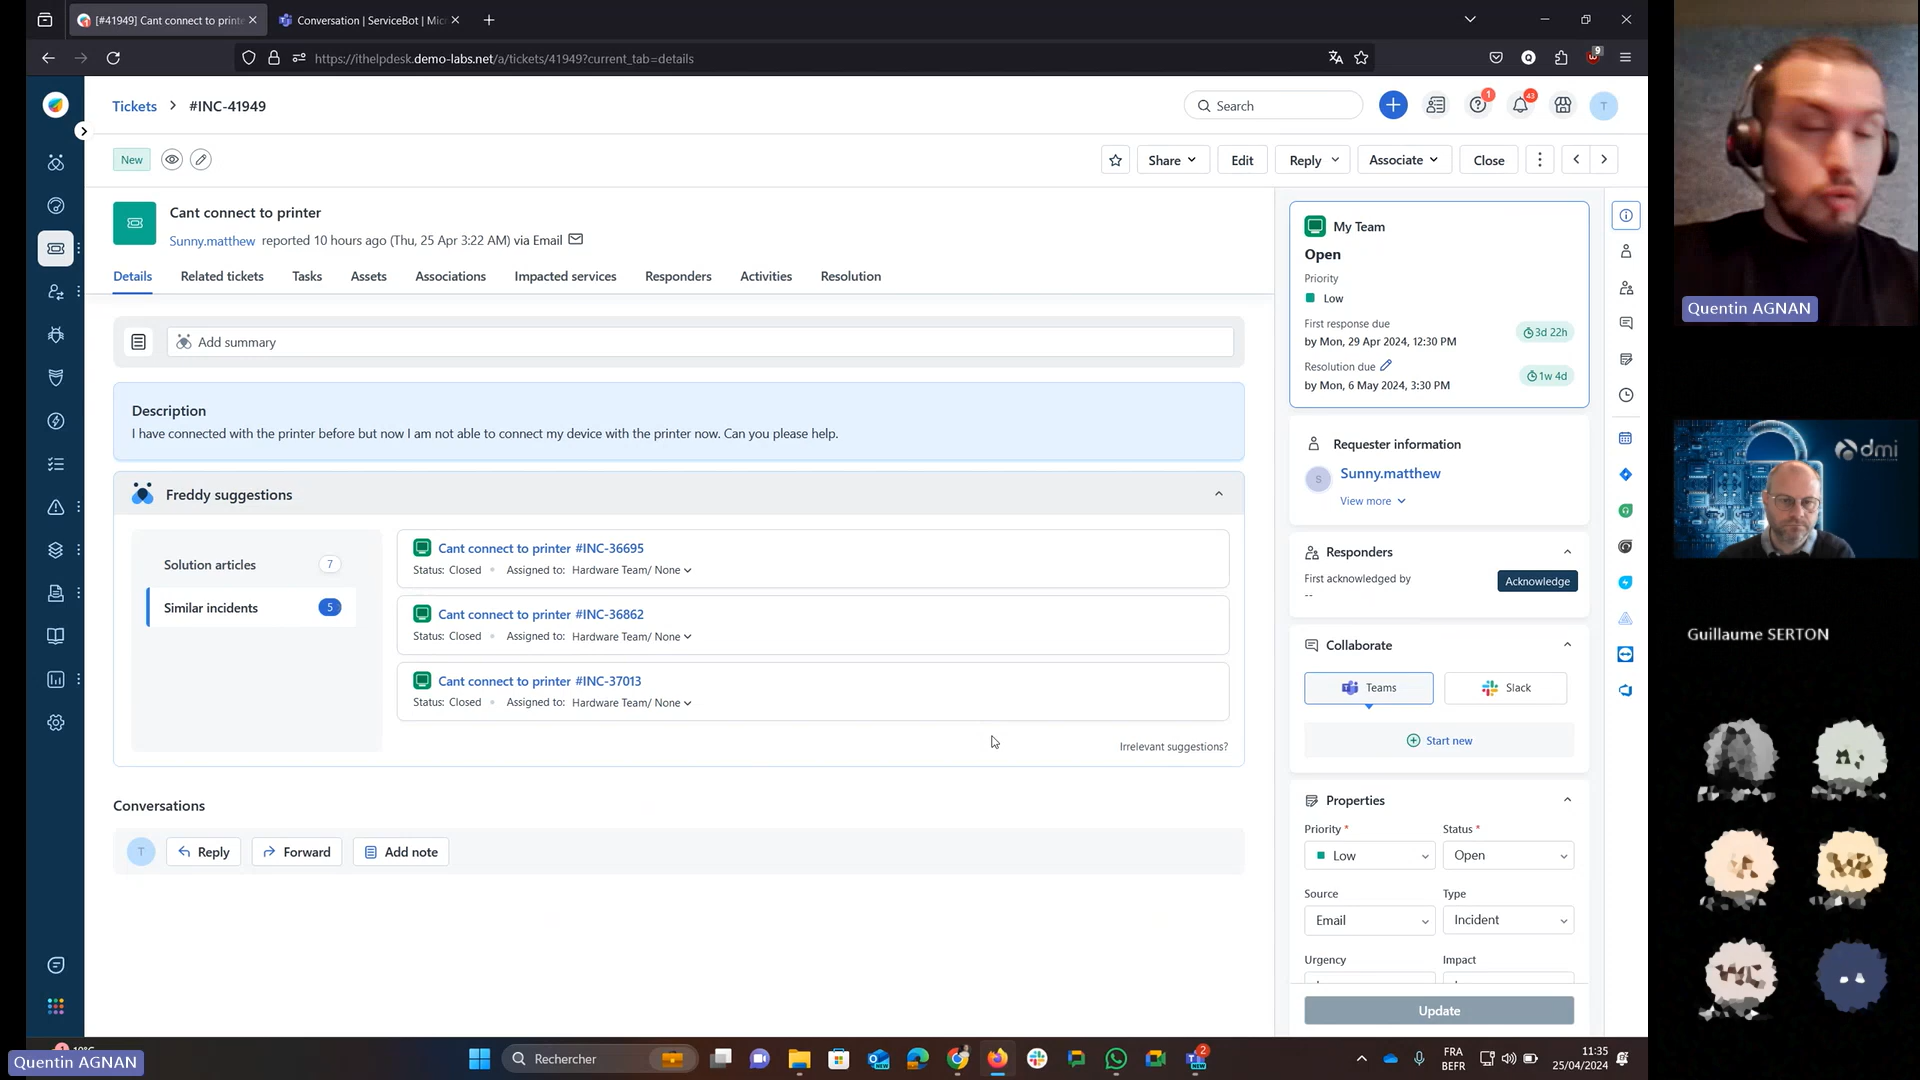 [#41949] Cant connect to printe
Conversation | ServiceBot | Mic
https://ithelpdesk.demo-labs.net/a/tickets/41949?current_tab=details
9
Tickets > #INC-41949
Search
1
43
T
New
Share
Edit
Reply
Associate
Close
Cant connect to printer
Sunny.matthew reported 10 hours ago (Thu, 25 Apr 3:22 AM) via Email
Details
Related tickets
Tasks
Assets
Associations
Impacted services
Responders
Activities
Resolution
Add summary
Description
I have connected with the printer before but now I am not able to connect my device with the printer now. Can you please help.
Freddy suggestions
Solution articles 7
Similar incidents 5
Cant connect to printer #INC-36695
Status: Closed • Assigned to: Hardware Team/ None
Cant connect to printer #INC-36862
Status: Closed • Assigned to: Hardware Team/ None
Cant connect to printer #INC-37013
Status: Closed • Assigned to: Hardware Team/ None
Irrelevant suggestions?
Conversations
T
Reply
Forward
Add note
My Team
Open
Priority
Low
First response due
by Mon, 29 Apr 2024, 12:30 PM
3d 22h
Resolution due
by Mon, 6 May 2024, 3:30 PM
1w 4d
Requester information
S
Sunny.matthew
View more
Responders
First acknowledged by
--
Acknowledge
Collaborate
Teams
Slack
Start new
Properties
Priority *
Status *
Low
Open
Source
Type
Email
Incident
Urgency
Impact
Update
Quentin AGNAN
dmi
Guillaume SERTON
Quentin AGNAN
Rechercher
NEW
NEW
2
FRA
BEFR
11:35
25/04/2024